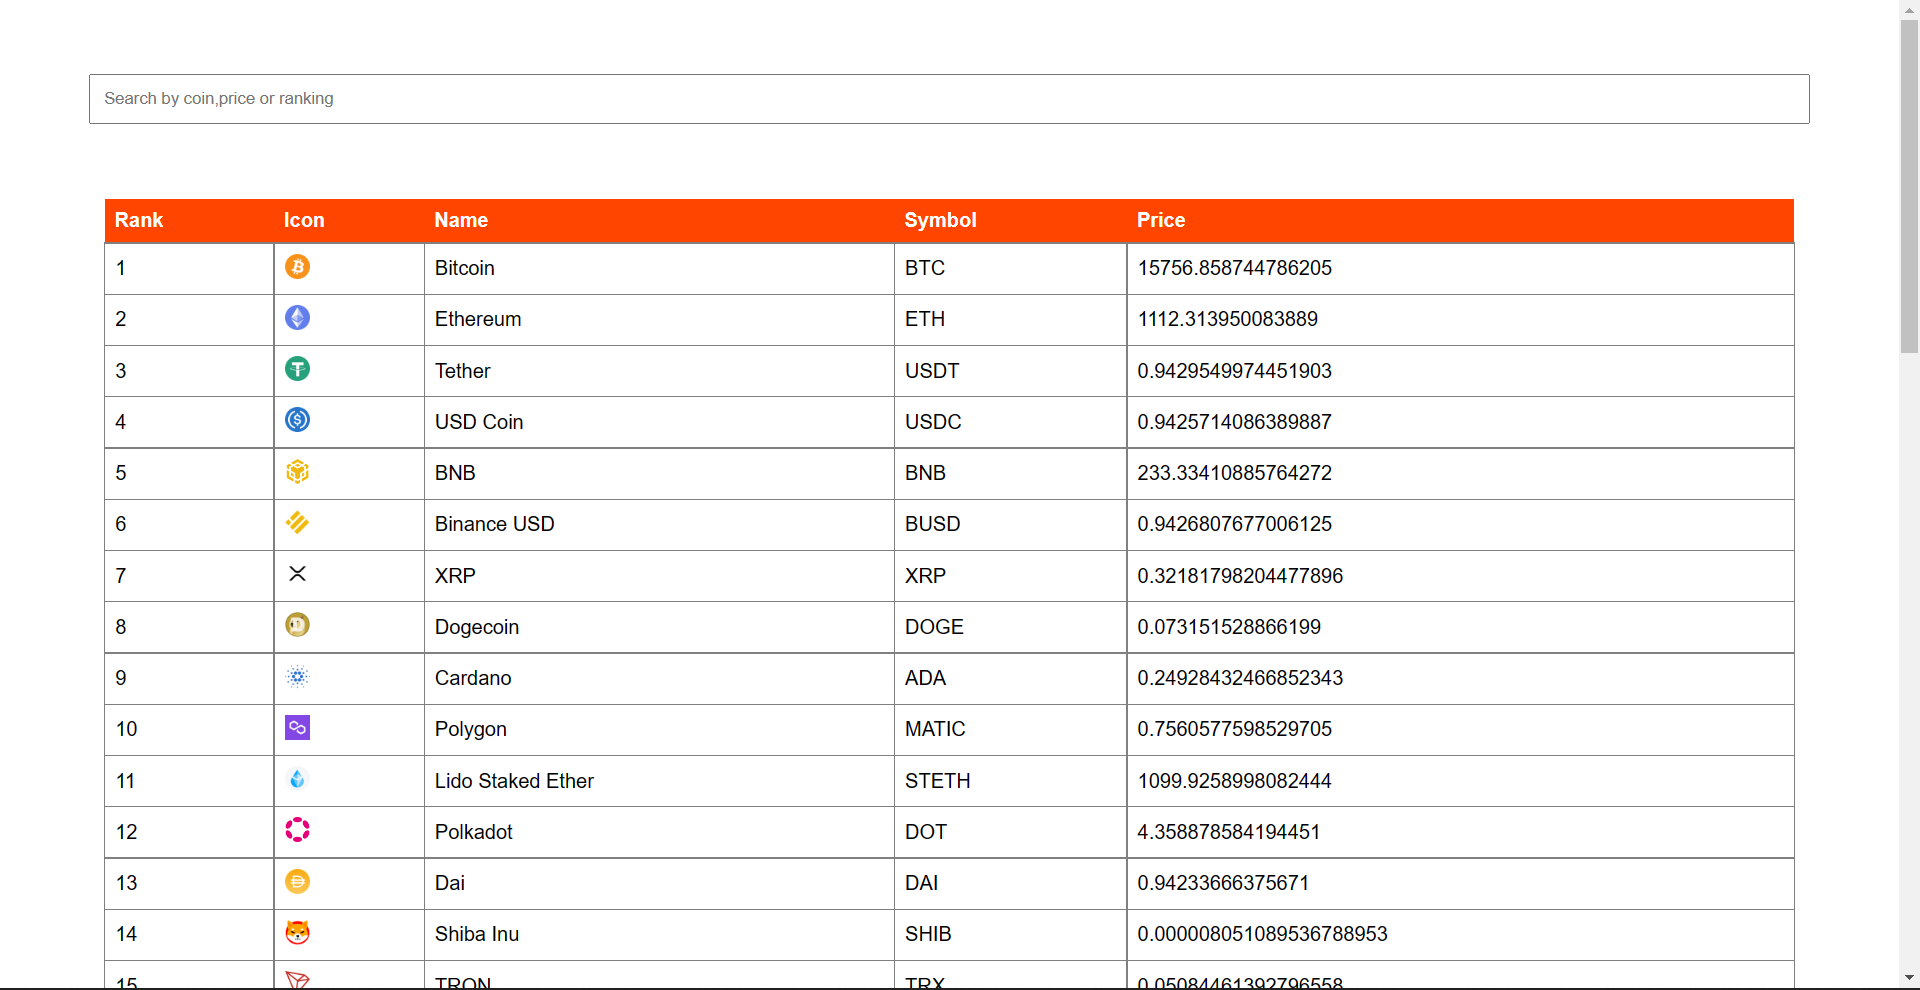 Search by coin,price or ranking
Rank Icon Name Symbol Price
1 Bitcoin BTC 15756.858744786205
2 Ethereum ETH 1112.313950083889
3 Tether USDT 0.9429549974451903
4 USD Coin USDC 0.9425714086389887
5 BNB BNB 233.33410885764272
6 Binance USD BUSD 0.9426807677006125
7 XRP XRP 0.32181798204477896
8 Dogecoin DOGE 0.073151528866199
9 Cardano ADA 0.24928432466852343
10 Polygon MATIC 0.7560577598529705
11 Lido Staked Ether STETH 1099.9258998082444
12 Polkadot DOT 4.358878584194451
13 Dai DAI 0.94233666375671
14 Shiba Inu SHIB 0.000008051089536788953
15 TRON TRX 0.05084461392796558